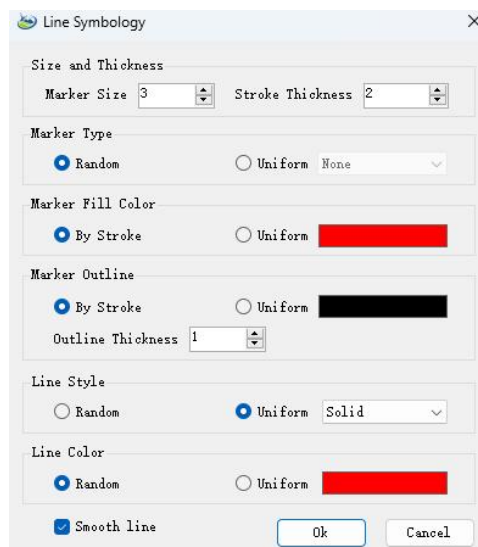 Line Symbology
Size and Thickness
Marker Size 3 Stroke Thickness 2
Marker Type
Random Uniform None
Marker Fill Color
By Stroke Uniform
Marker Outline
By Stroke Uniform
Outline Thickness 1
Line Style
Random Uniform Solid
Line Color
Random Uniform
Smooth line Ok Cancel